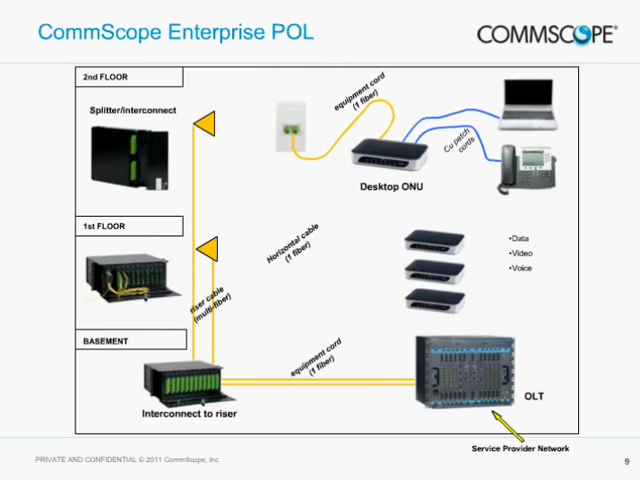 CommScope Enterprise POL
COMMSCOPE®
2nd FLOOR
Splitter/interconnect
equipment cord
(1 fiber)
Cu patch
cords
Desktop ONU
1st FLOOR
Horizontal cable
(1 fiber)
•Data
•Video
•Voice
riser cable
(multi-fiber)
BASEMENT
equipment cord
(1 fiber)
OLT
Interconnect to riser
Service Provider Network
PRIVATE AND CONFIDENTIAL © 2011 CommScope, Inc
9